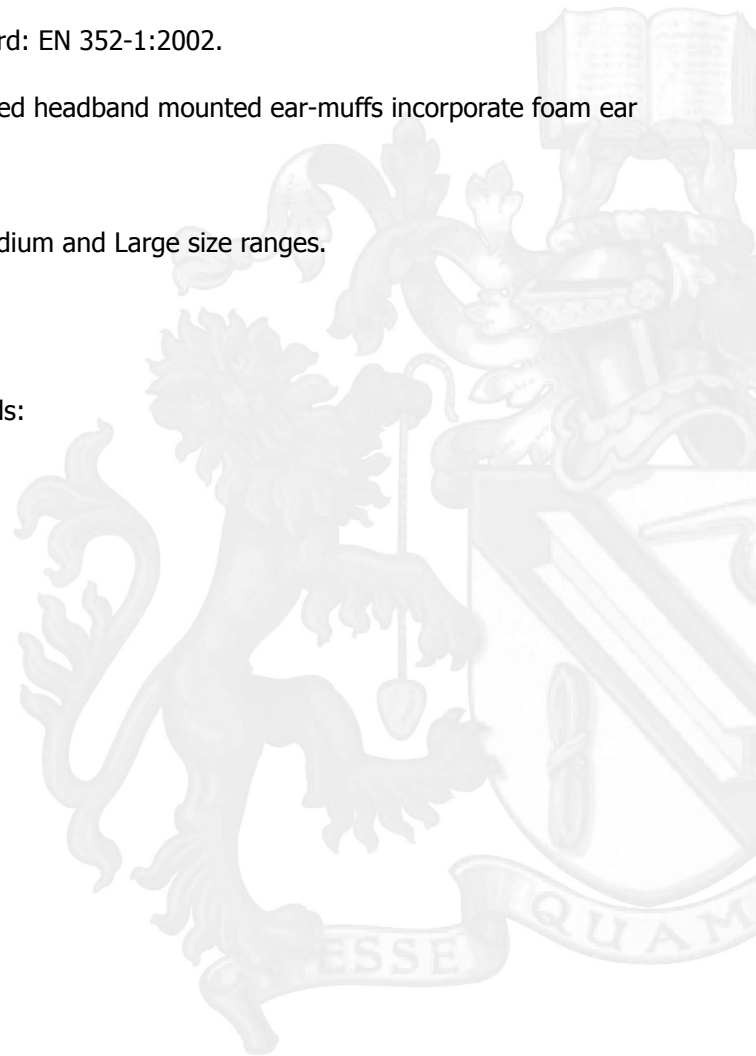 rd: EN 352-1:2002.
ed headband mounted ear-muffs incorporate foam ear
dium and Large size ranges.
ls:
ESSE QUAM